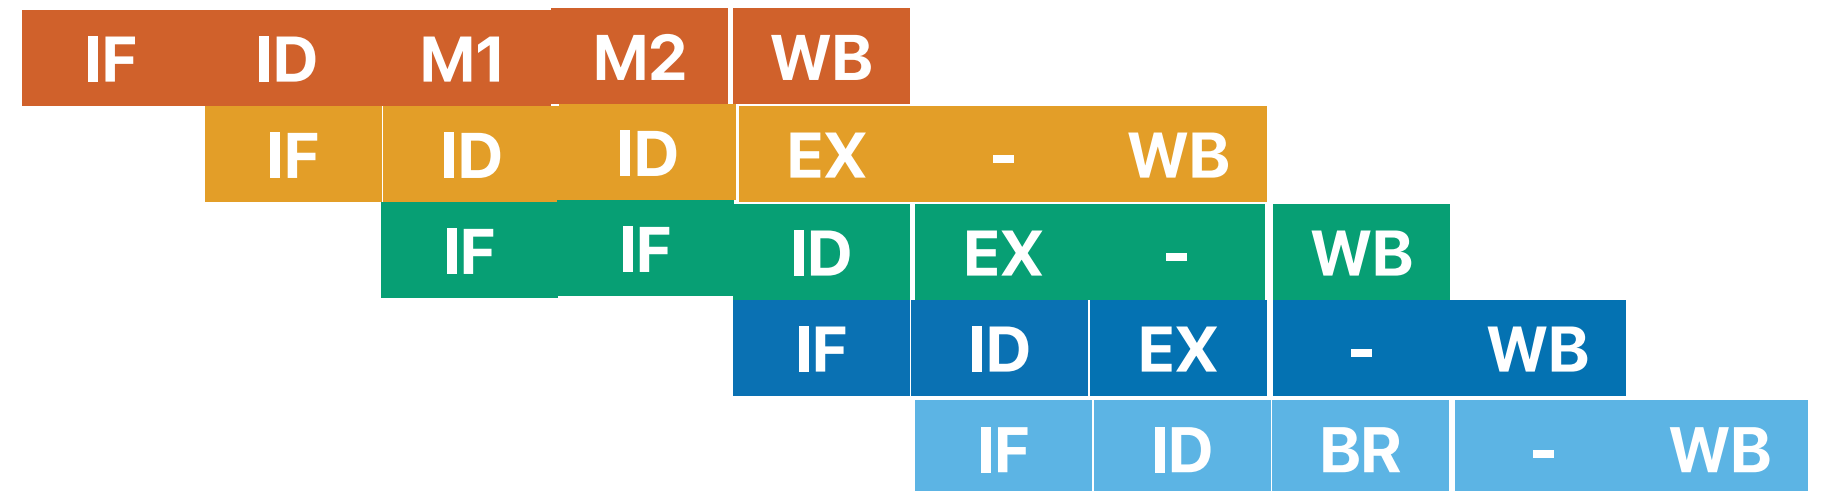 IF ID M1 M2 WB
IF ID ID EX - WB
IF IF ID EX - WB
IF ID EX - WB
IF ID BR - WB